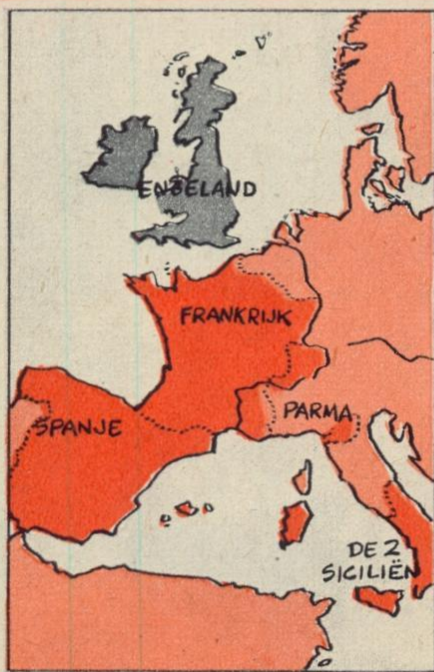 ENGELAND
FRANKRIJK
PARMA
SPANJE
DE 2
SICILIËN